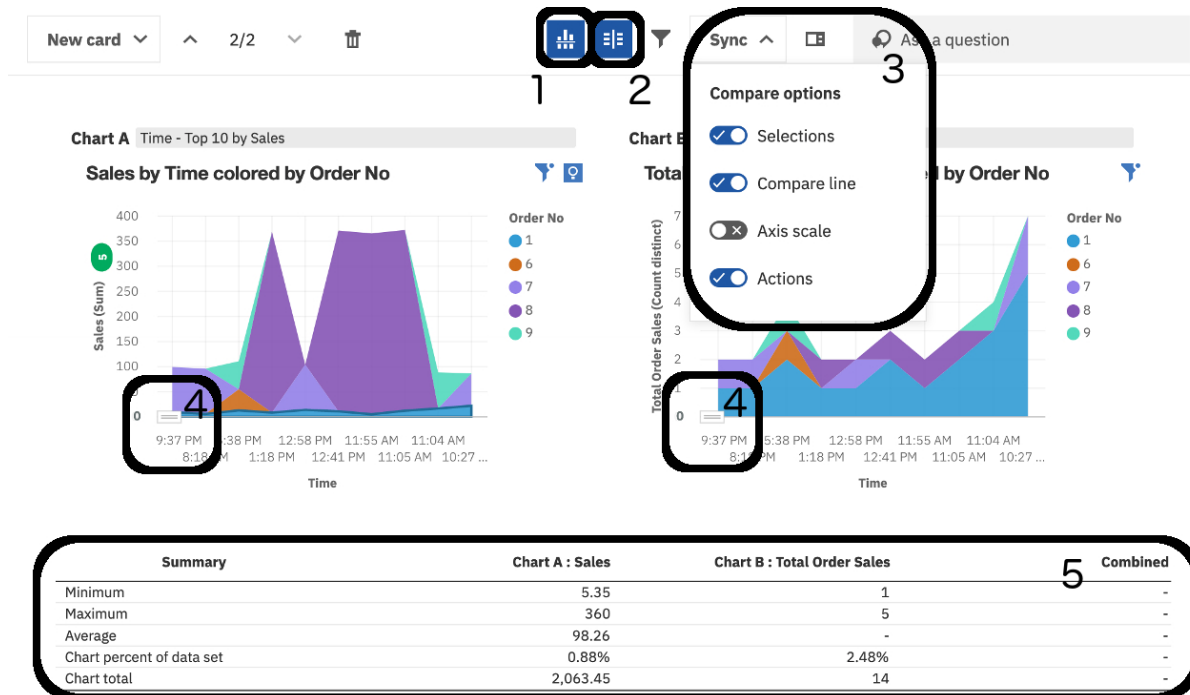 New card
2/2
Sync
Ask a question
1
2
3
Compare options
Selections
Compare line
Axis scale
Actions
Chart A Time - Top 10 by Sales
Sales by Time colored by Order No
Sales (Sum)
5
400
350
300
250
200
150
100
0
4
9:37 PM 5:38 PM 12:58 PM 11:55 AM 11:04 AM
8:18 PM 1:18 PM 12:41 PM 11:05 AM 10:27 ...
Time
Order No
1
6
7
8
9
Chart B
by Order No
Total Order Sales (Count distinct)
7
6
5
4
3
2
1
0
4
9:37 PM 5:38 PM 12:58 PM 11:55 AM 11:04 AM
1:18 PM 12:41 PM 11:05 AM 10:27 ...
Time
Order No
1
6
7
8
9
5
Summary Chart A : Sales Chart B : Total Order Sales Combined
Minimum 5.35 1 -
Maximum 360 5 -
Average 98.26 - -
Chart percent of data set 0.88% 2.48% -
Chart total 2,063.45 14 -